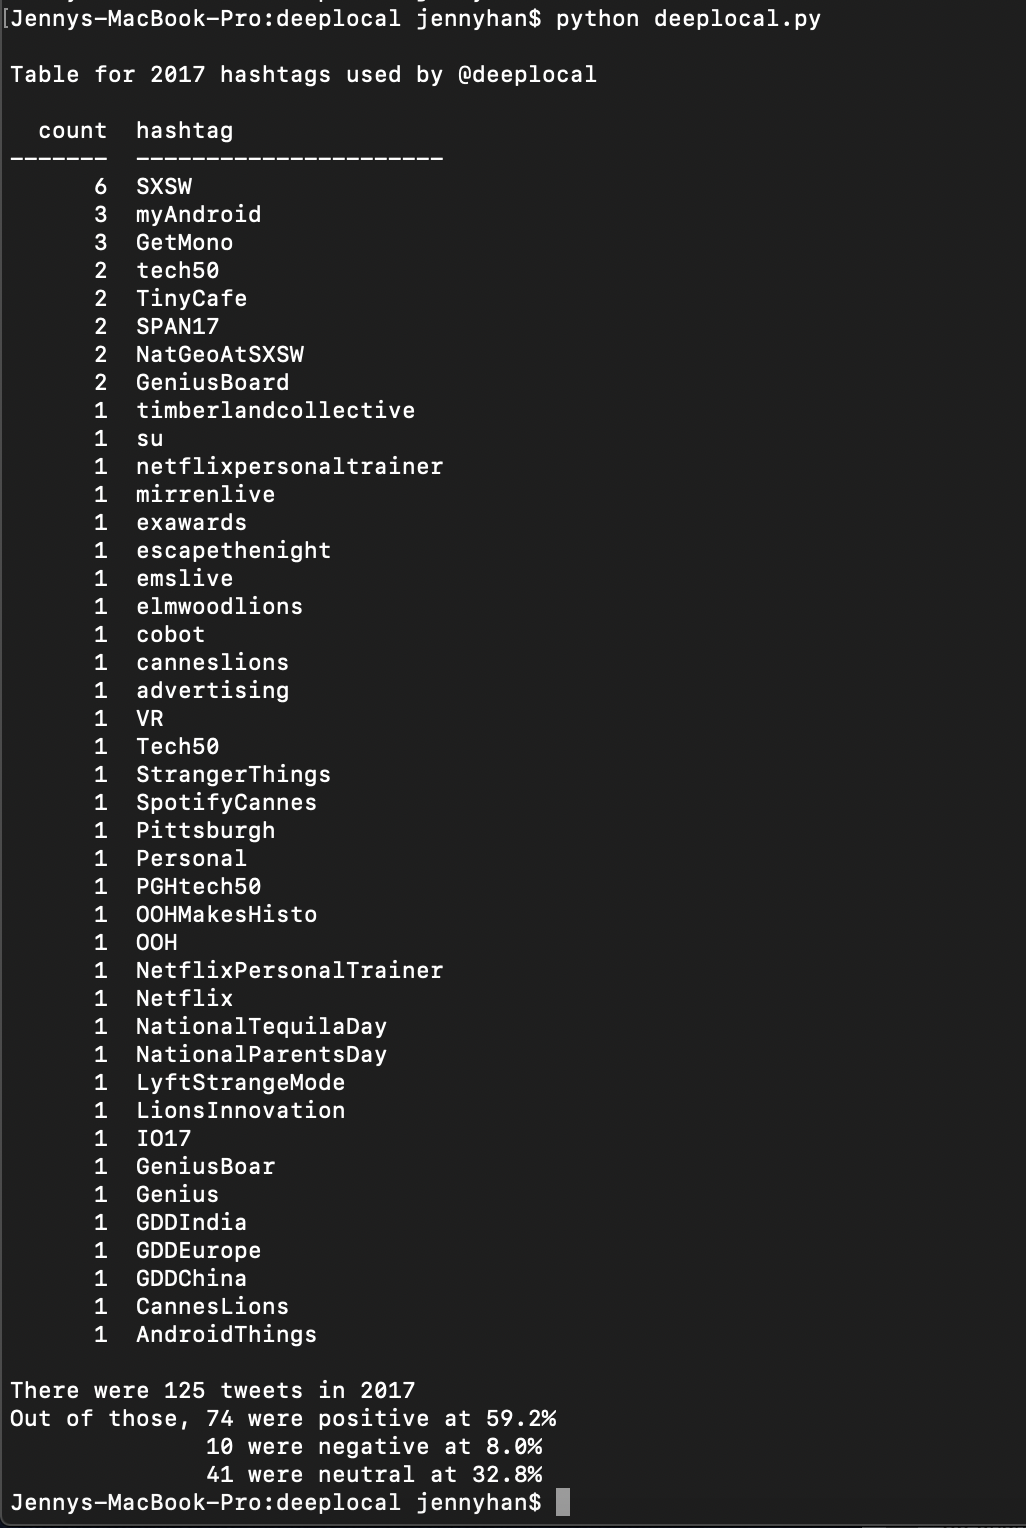 [Jennys-MacBook-Pro:deeplocal jennyhan$ python deeplocal.py
Table for 2017 hashtags used by @deeplocal
count  hashtag
-------  ----------------------
6  SXSW
3  myAndroid
3  GetMono
2  tech50
2  TinyCafe
2  SPAN17
2  NatGeoAtSXSW
2  GeniusBoard
1  timberlandcollective
1  su
1  netflixpersonaltrainer
1  mirrenlive
1  exawards
1  escapethenight
1  emslive
1  elmwoodlions
1  cobot
1  canneslions
1  advertising
1  VR
1  Tech50
1  StrangerThings
1  SpotifyCannes
1  Pittsburgh
1  Personal
1  PGHtech50
1  OOHMakesHisto
1  OOH
1  NetflixPersonalTrainer
1  Netflix
1  NationalTequilaDay
1  NationalParentsDay
1  LyftStrangeMode
1  LionsInnovation
1  IO17
1  GeniusBoar
1  Genius
1  GDDIndia
1  GDDEurope
1  GDDChina
1  CannesLions
1  AndroidThings
There were 125 tweets in 2017
Out of those, 74 were positive at 59.2%
10 were negative at 8.0%
41 were neutral at 32.8%
Jennys-MacBook-Pro:deeplocal jennyhan$